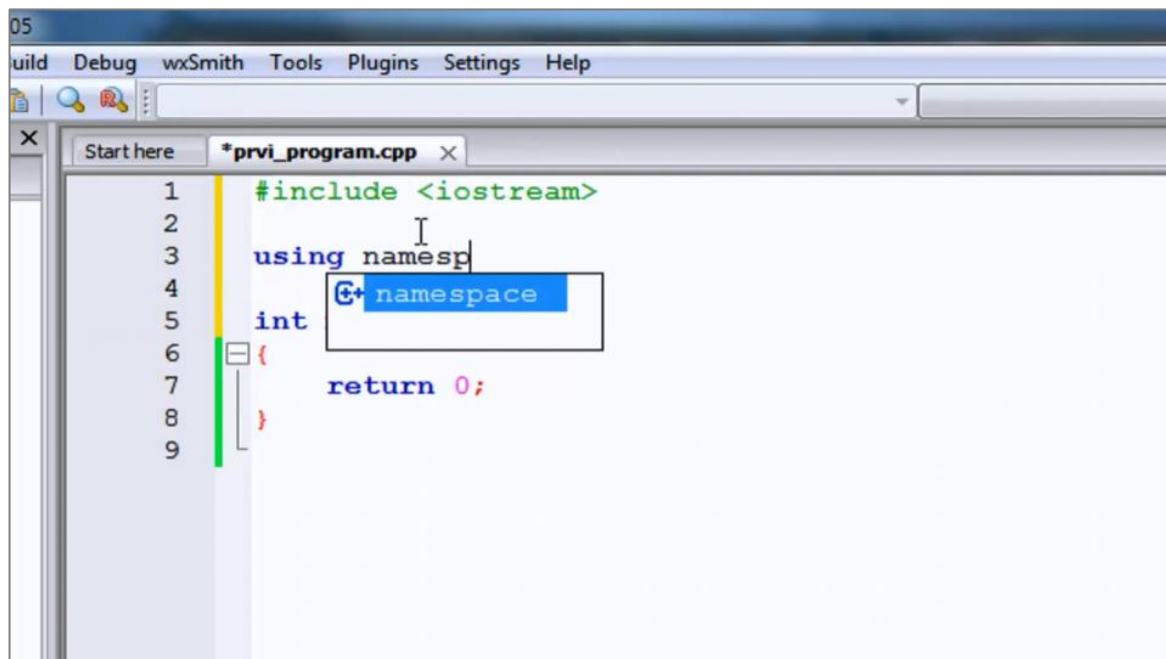 05
uild Debug wxSmith Tools Plugins Settings Help
Start here *prvi_program.cpp
1 #include <iostream>
2
3 using namesp
namespace
4
5 int
6 {
7 return 0;
8 }
9